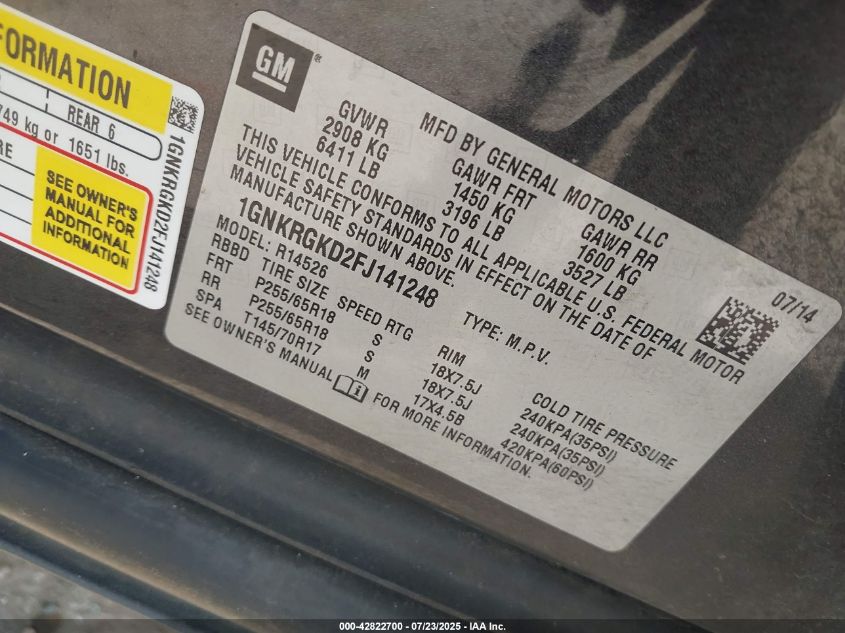 FORMATION
REAR 6
749 kg or 1651 lbs.
SEE OWNER'S
MANUAL FOR
ADDITIONAL
INFORMATION
1GNKRGKD2FJ141248
GM
®
MFD BY GENERAL MOTORS LLC
07/14
GVWR GAWR FRT GAWR RR
2908 KG 1450 KG 1600 KG
6411 LB 3196 LB 3527 LB
THIS VEHICLE CONFORMS TO ALL APPLICABLE U.S. FEDERAL MOTOR
VEHICLE SAFETY STANDARDS IN EFFECT ON THE DATE OF
MANUFACTURE SHOWN ABOVE.
1GNKRGKD2FJ141248 TYPE: M.P.V.
MODEL: R14526
RBBD TIRE SIZE SPEED RTG RIM COLD TIRE PRESSURE
FRT P255/65R18 S 18X7.5J 240KPA(35PSI)
RR P255/65R18 S 18X7.5J 240KPA(35PSI)
SPA T145/70R17 M 17X4.5B 420KPA(60PSI)
SEE OWNER'S MANUAL FOR MORE INFORMATION.
000-42822700 - 07/23/2025 - IAA Inc.